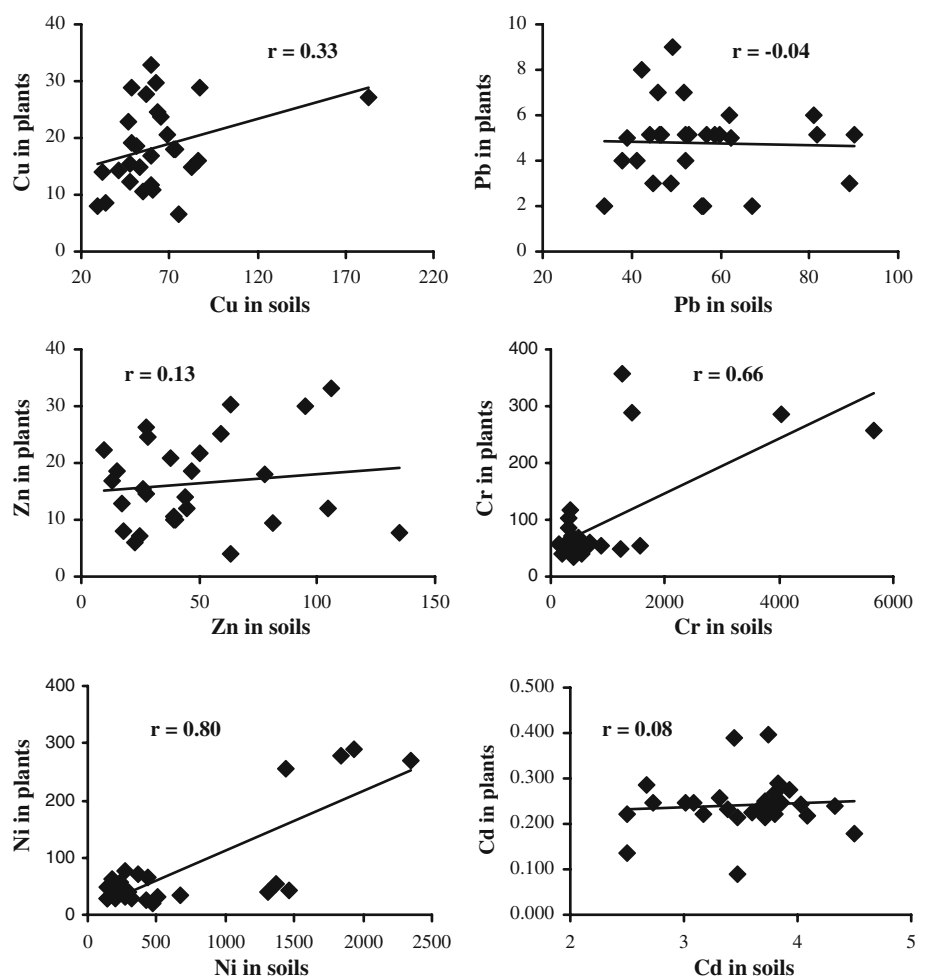 40
30
20
10
0
20 70 120 170 220
Cu in plants
r = 0.33
Cu in soils
10
8
6
4
2
0
20 40 60 80 100
Pb in plants
r = -0.04
Pb in soils
40
30
20
10
0
0 50 100 150
Zn in plants
r = 0.13
Zn in soils
400
300
200
100
0
0 2000 4000 6000
Cr in plants
r = 0.66
Cr in soils
400
300
200
100
0
0 500 1000 1500 2000 2500
Ni in plants
r = 0.80
Ni in soils
0.500
0.400
0.300
0.200
0.100
0.000
2 3 4 5
Cd in plants
r = 0.08
Cd in soils